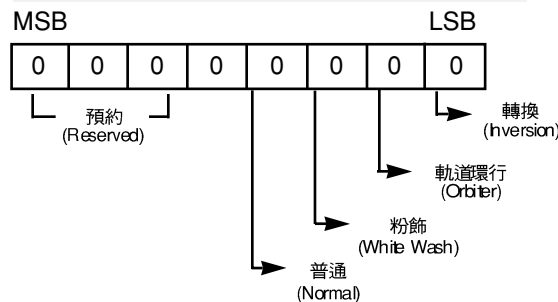 MSB LSB
0 0 0 0 0 0 0 0
預約
(Reserved)
轉換
(Inversion)
軌道環行
(Orbiter)
粉飾
(White Wash)
普通
(Normal)